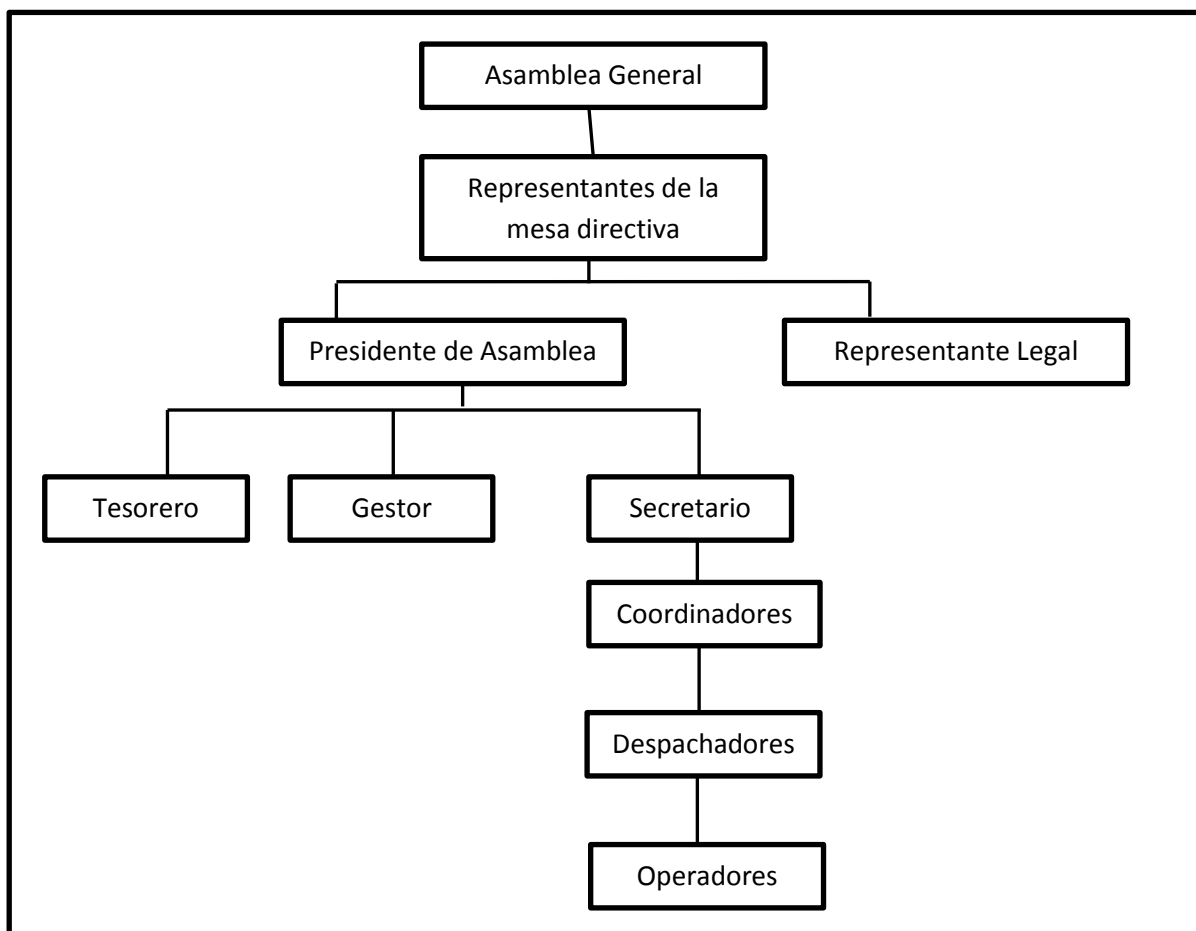 Asamblea General
Representantes de la
mesa directiva
Presidente de Asamblea
Representante Legal
Tesorero
Gestor
Secretario
Coordinadores
Despachadores
Operadores